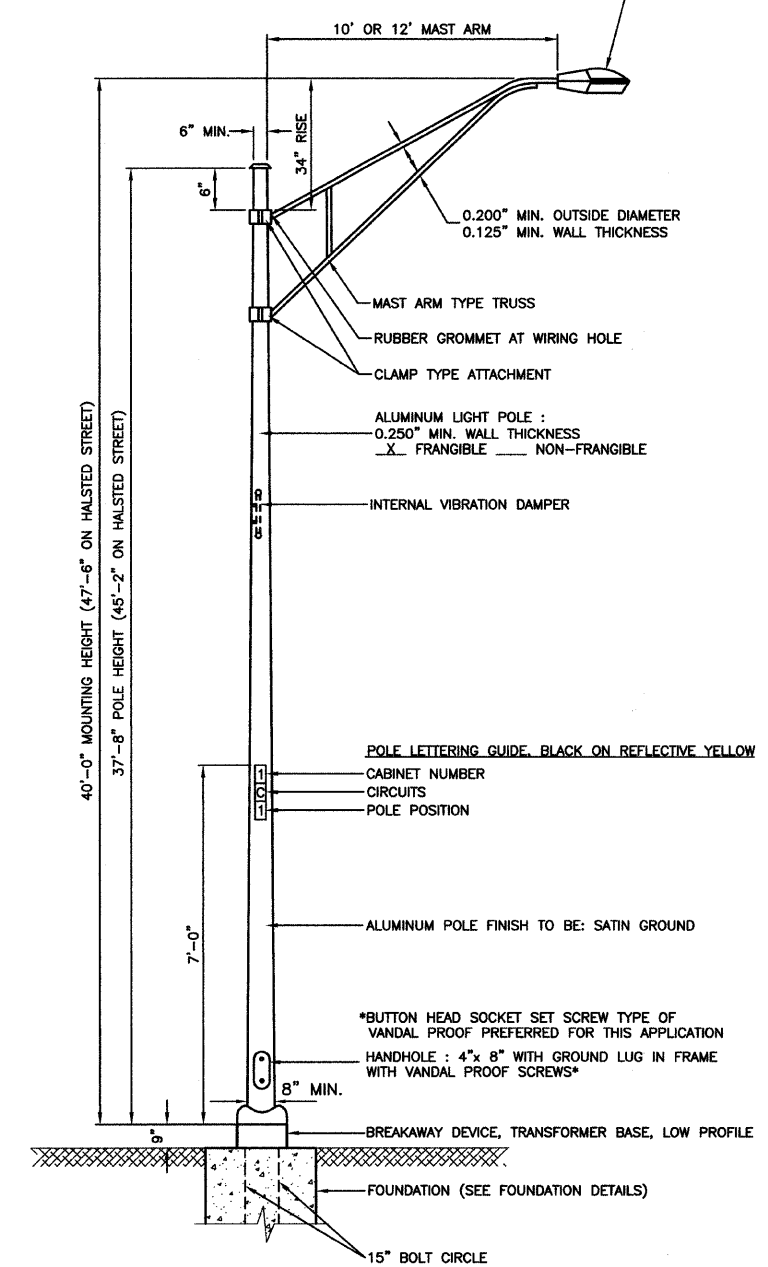 10' OR 12' MAST ARM
6" MIN.
34" RISE
6"
0.200" MIN. OUTSIDE DIAMETER
0.125" MIN. WALL THICKNESS
MAST ARM TYPE TRUSS
RUBBER GROMMET AT WIRING HOLE
CLAMP TYPE ATTACHMENT
ALUMINUM LIGHT POLE :
0.250" MIN. WALL THICKNESS
_X_ FRANGIBLE ___ NON-FRANGIBLE
INTERNAL VIBRATION DAMPER
40'-0" MOUNTING HEIGHT (47'-6" ON HALSTED STREET)
37'-8" POLE HEIGHT (45'-2" ON HALSTED STREET)
POLE LETTERING GUIDE, BLACK ON REFLECTIVE YELLOW
1 CABINET NUMBER
C CIRCUITS
1 POLE POSITION
7'-0"
ALUMINUM POLE FINISH TO BE: SATIN GROUND
*BUTTON HEAD SOCKET SET SCREW TYPE OF
VANDAL PROOF PREFERRED FOR THIS APPLICATION
HANDHOLE : 4"x 8" WITH GROUND LUG IN FRAME
WITH VANDAL PROOF SCREWS*
8" MIN.
9"
BREAKAWAY DEVICE, TRANSFORMER BASE, LOW PROFILE
FOUNDATION (SEE FOUNDATION DETAILS)
15" BOLT CIRCLE